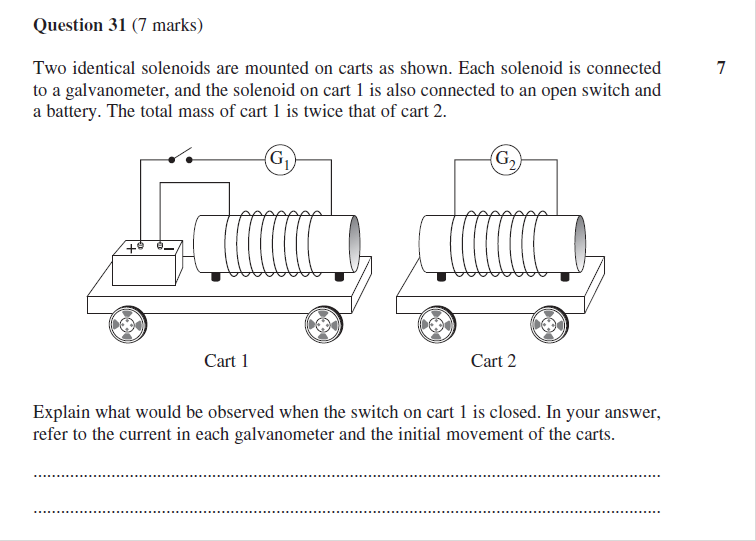 Question 31 (7 marks)
Two identical solenoids are mounted on carts as shown. Each solenoid is connected 7
to a galvanometer, and the solenoid on cart 1 is also connected to an open switch and
a battery. The total mass of cart 1 is twice that of cart 2.
G1 G2
+ −
Cart 1 Cart 2
Explain what would be observed when the switch on cart 1 is closed. In your answer,
refer to the current in each galvanometer and the initial movement of the carts.